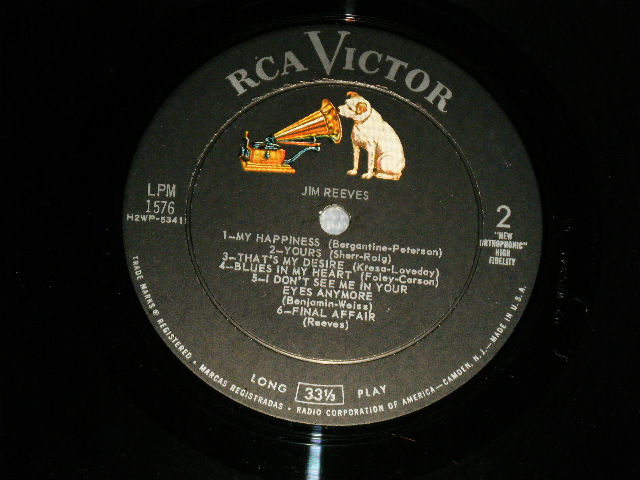 RCA VICTOR
JIM REEVES
LPM
1576
H2WP-5341
2
"NEW
ORTHOPHONIC"
HIGH
FIDELITY
1—MY HAPPINESS (Bergantine-Peterson)
2—YOURS (Sherr-Roig)
3—THAT'S MY DESIRE (Kresa-Loveday)
4—BLUES IN MY HEART (Foley-Carson)
5—I DON'T SEE ME IN YOUR
EYES ANYMORE
(Benjamin-Weiss)
6—FINAL AFFAIR
(Reeves)
LONG 33⅓ PLAY
TRADE MARKS ® REGISTERED • MARCAS REGISTRADAS • RADIO CORPORATION OF AMERICA—CAMDEN, N. J.—MADE IN U.S.A.